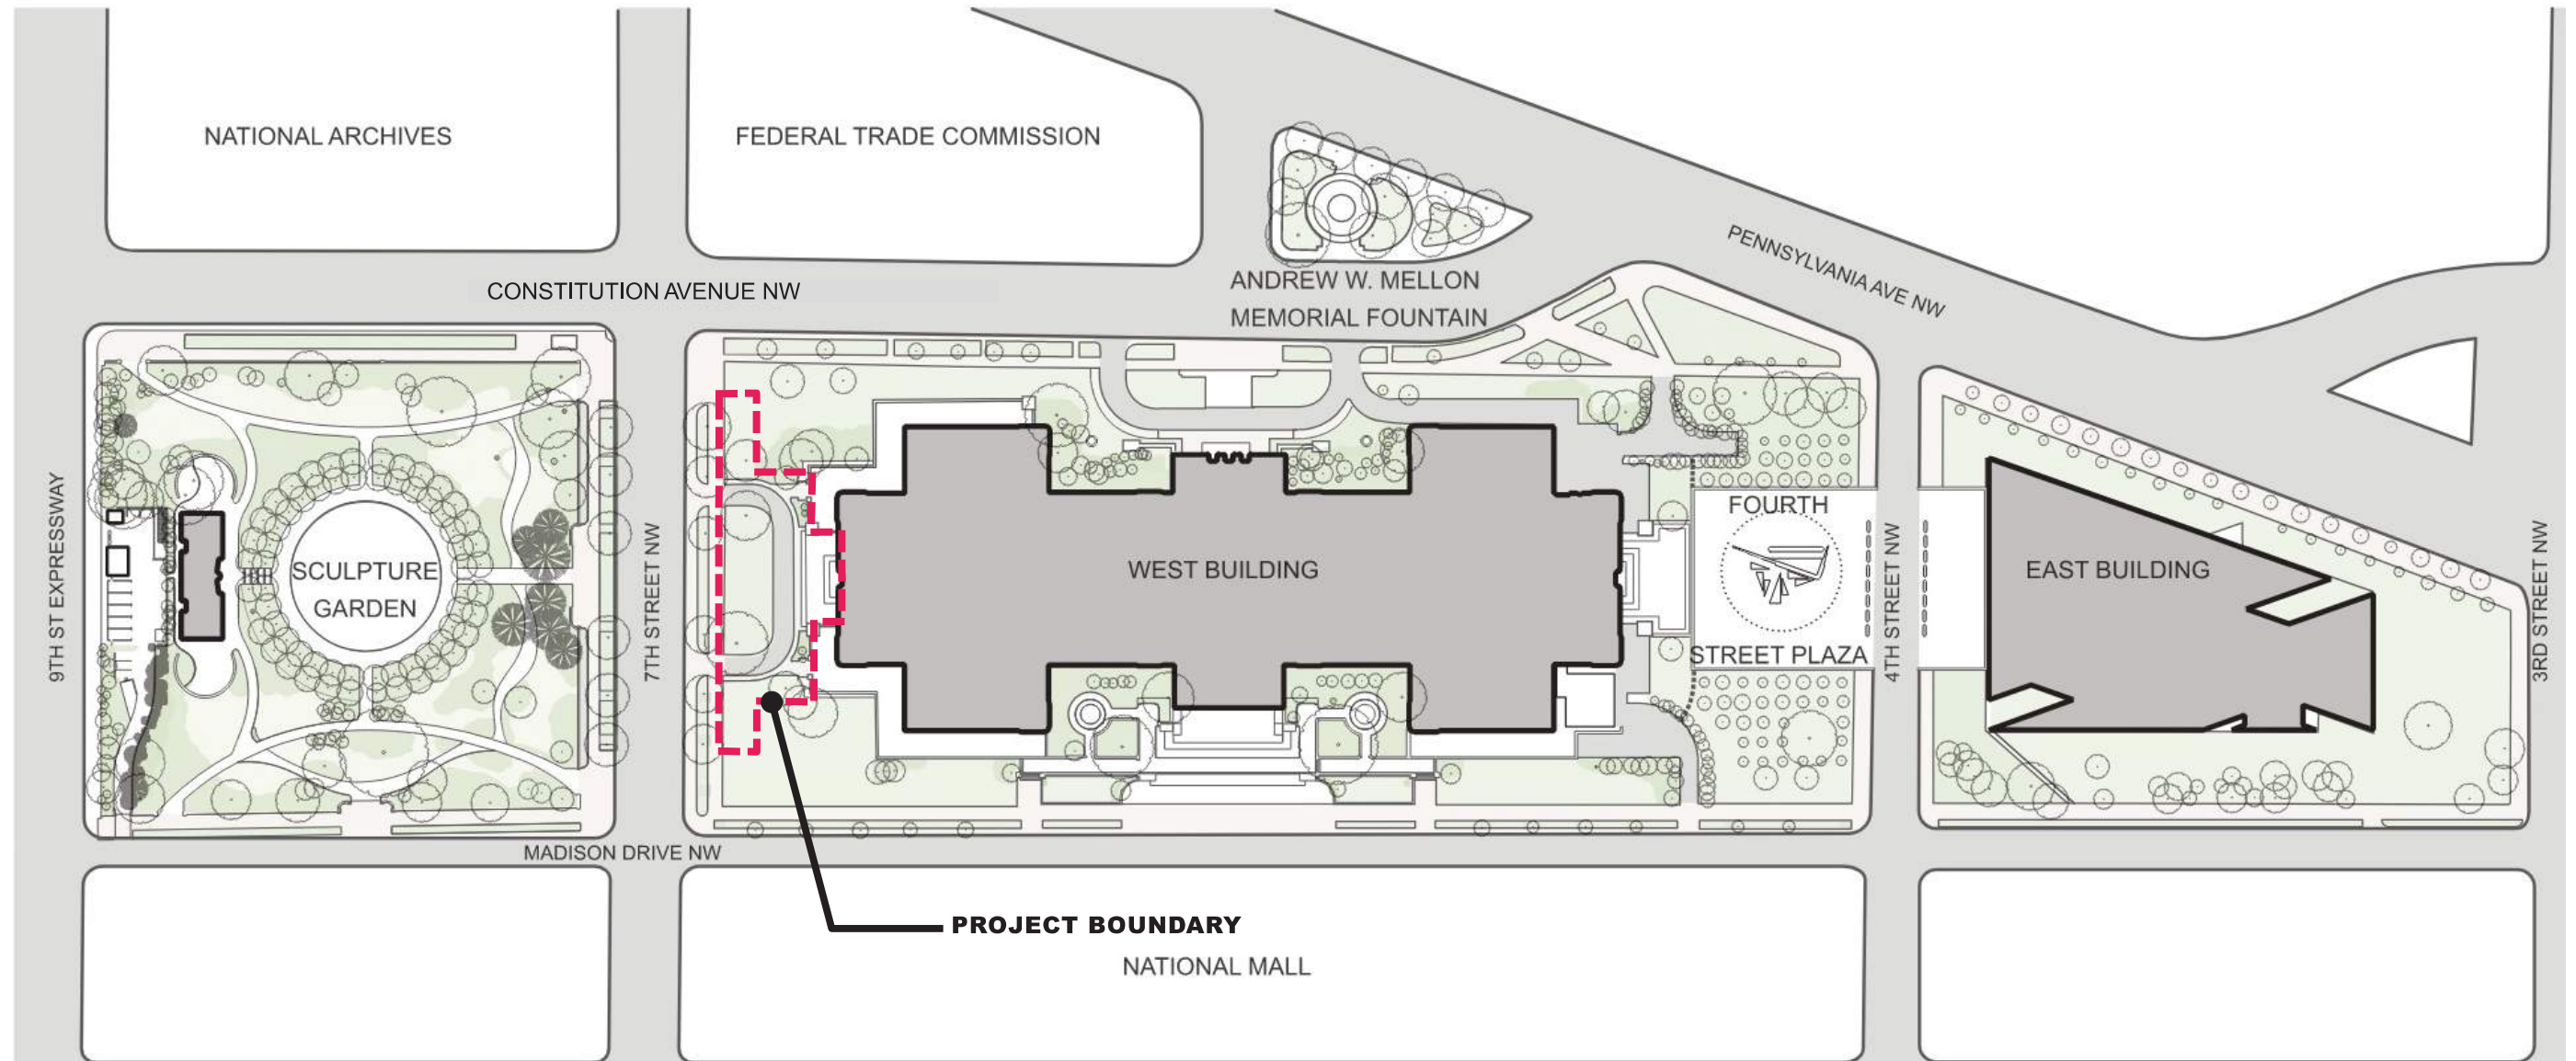 NATIONAL ARCHIVES
FEDERAL TRADE COMMISSION
PENNSYLVANIA AVE NW
CONSTITUTION AVENUE NW
ANDREW W. MELLON
MEMORIAL FOUNTAIN
9TH ST EXPRESSWAY
SCULPTURE
GARDEN
7TH STREET NW
WEST BUILDING
FOURTH
STREET PLAZA
4TH STREET NW
EAST BUILDING
3RD STREET NW
MADISON DRIVE NW
PROJECT BOUNDARY
NATIONAL MALL